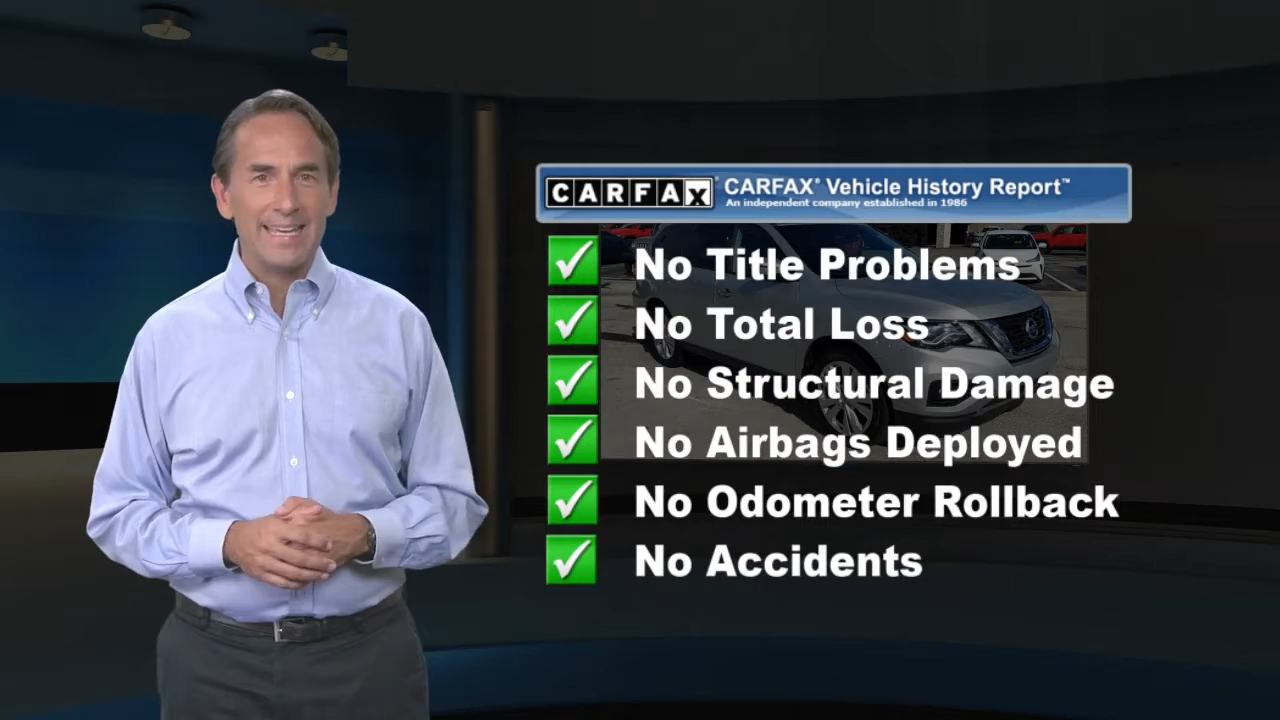 CARFAX® CARFAX® Vehicle History Report™
An independent company established in 1986
No Title Problems
No Total Loss
No Structural Damage
No Airbags Deployed
No Odometer Rollback
No Accidents